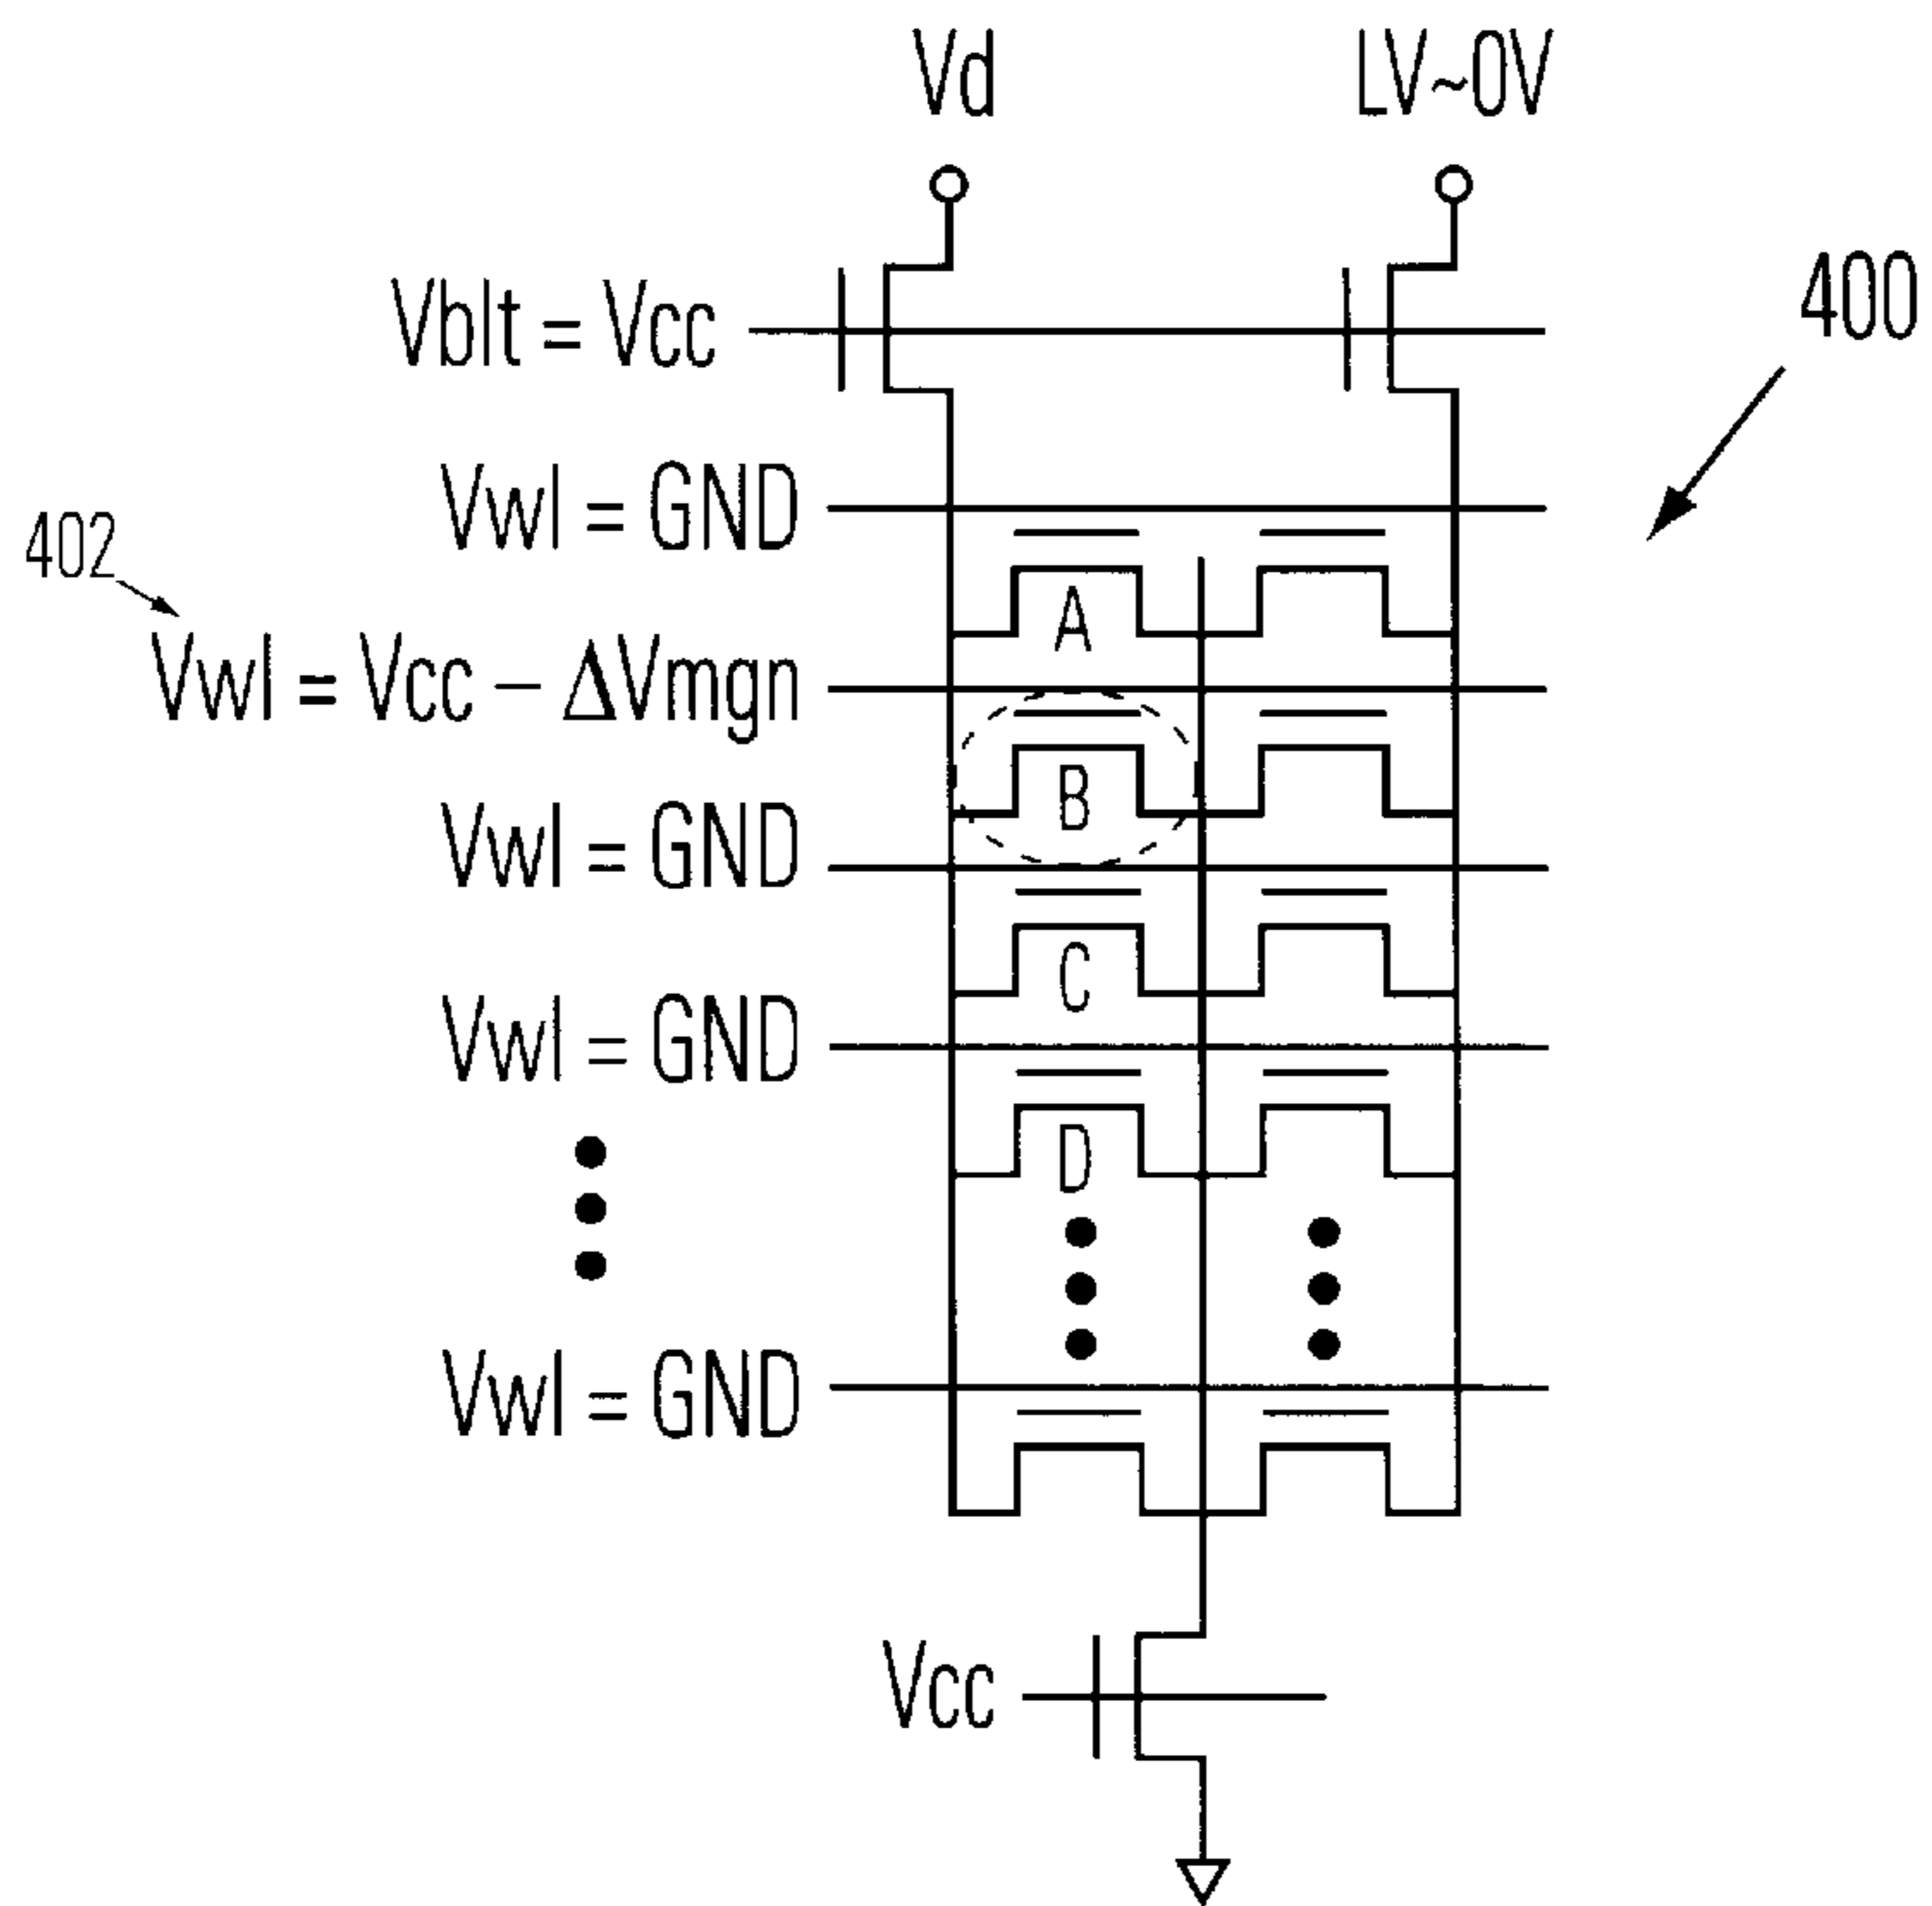 Vd
LV~0V
Vblt = Vcc
400
Vwl = GND
402
A
Vwl = Vcc − ΔVmgn
B
Vwl = GND
C
Vwl = GND
D
Vwl = GND
Vcc